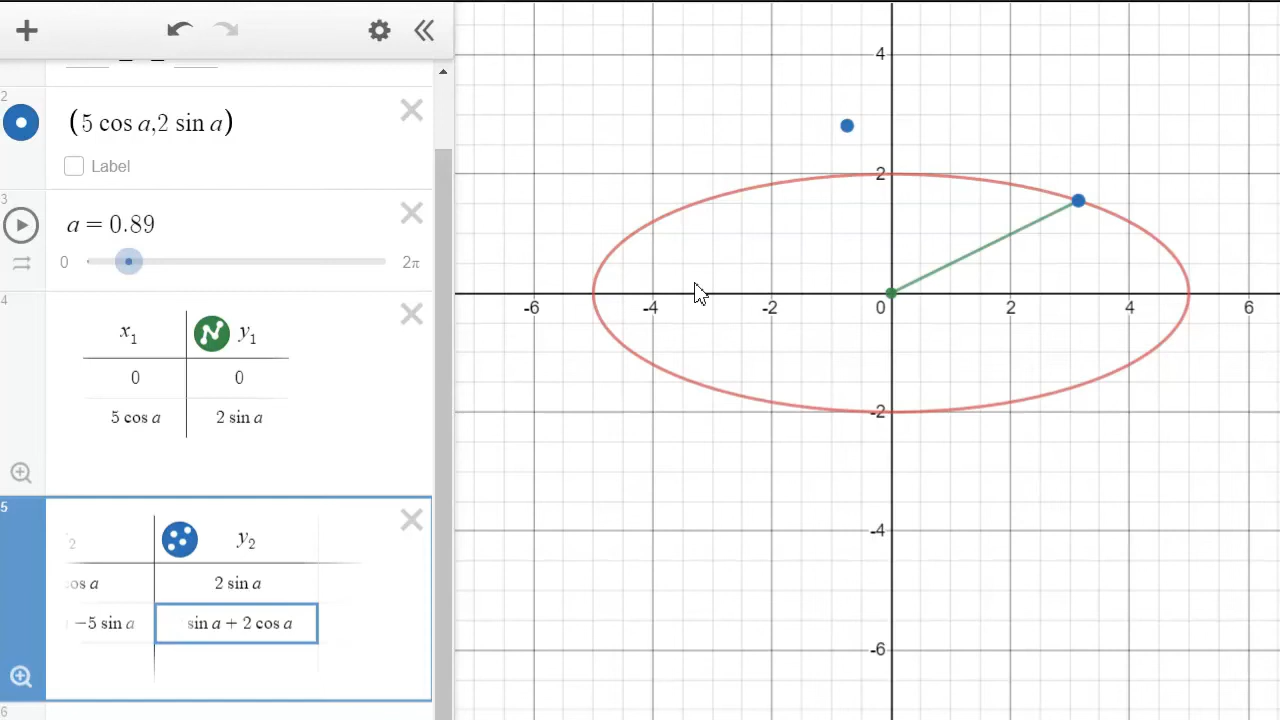 2
(5 cos a,2 sin a)
Label
3
a = 0.89
0
2π
4
x₁ y₁
0 0
5 cos a 2 sin a
5
₂ y₂
os a 2 sin a
−5 sin a sin a + 2 cos a
6
4
2
-6 -4 -2 0 2 4 6
-2
-4
-6